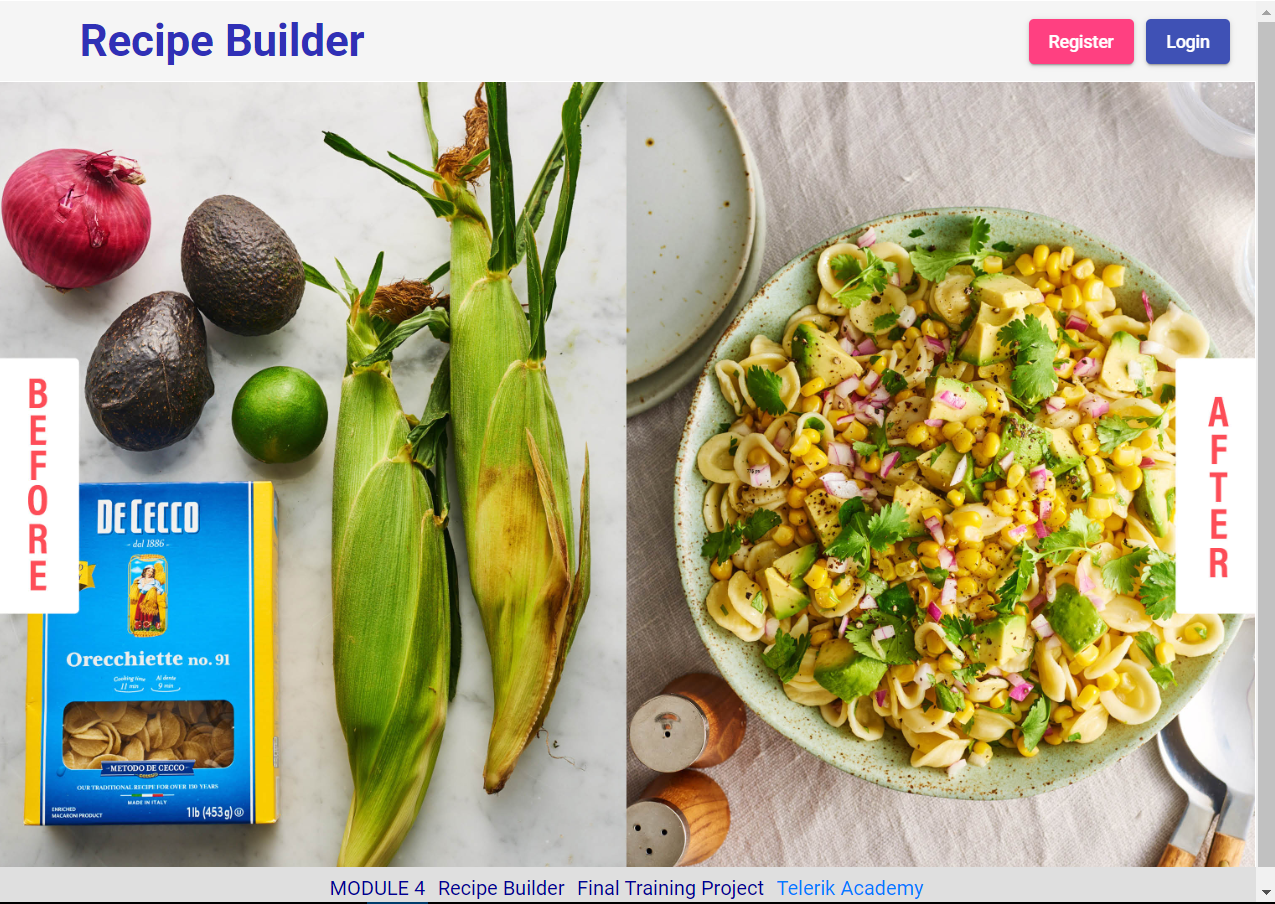 Recipe Builder
Register
Login
BEFORE
AFTER
DE CECCO
- dal 1886 -
Orecchiette no. 91
Cooking time
11 min
Al dente
9 min
METODO DE CECCO
OUR TRADITIONAL RECIPE FOR OVER 130 YEARS
MADE IN ITALY
ENRICHED
MACARONI PRODUCT
1lb (453g)
MODULE 4 Recipe Builder Final Training Project Telerik Academy